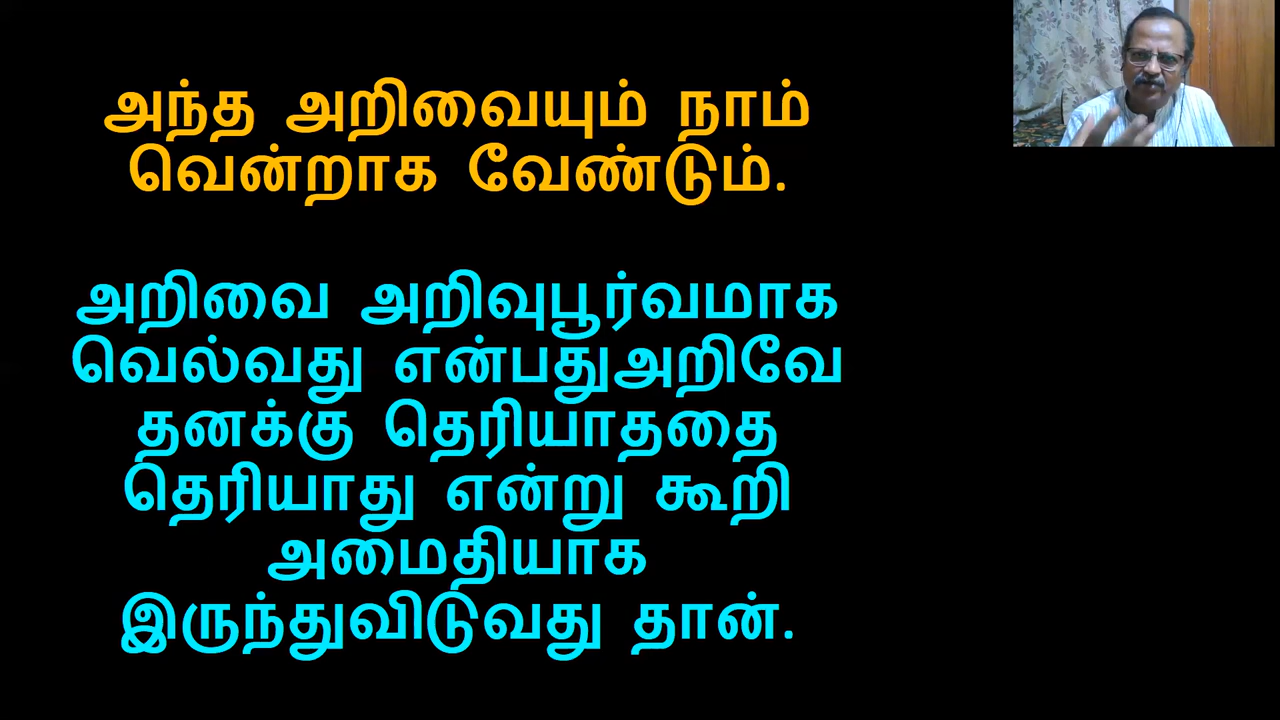 அந்த அறிவையும் நாம்
வென்றாக வேண்டும்.
அறிவை அறிவுபூர்வமாக
வெல்வது என்பதுஅறிவே
தனக்கு தெரியாததை
தெரியாது என்று கூறி
அமைதியாக
இருந்துவிடுவது தான்.